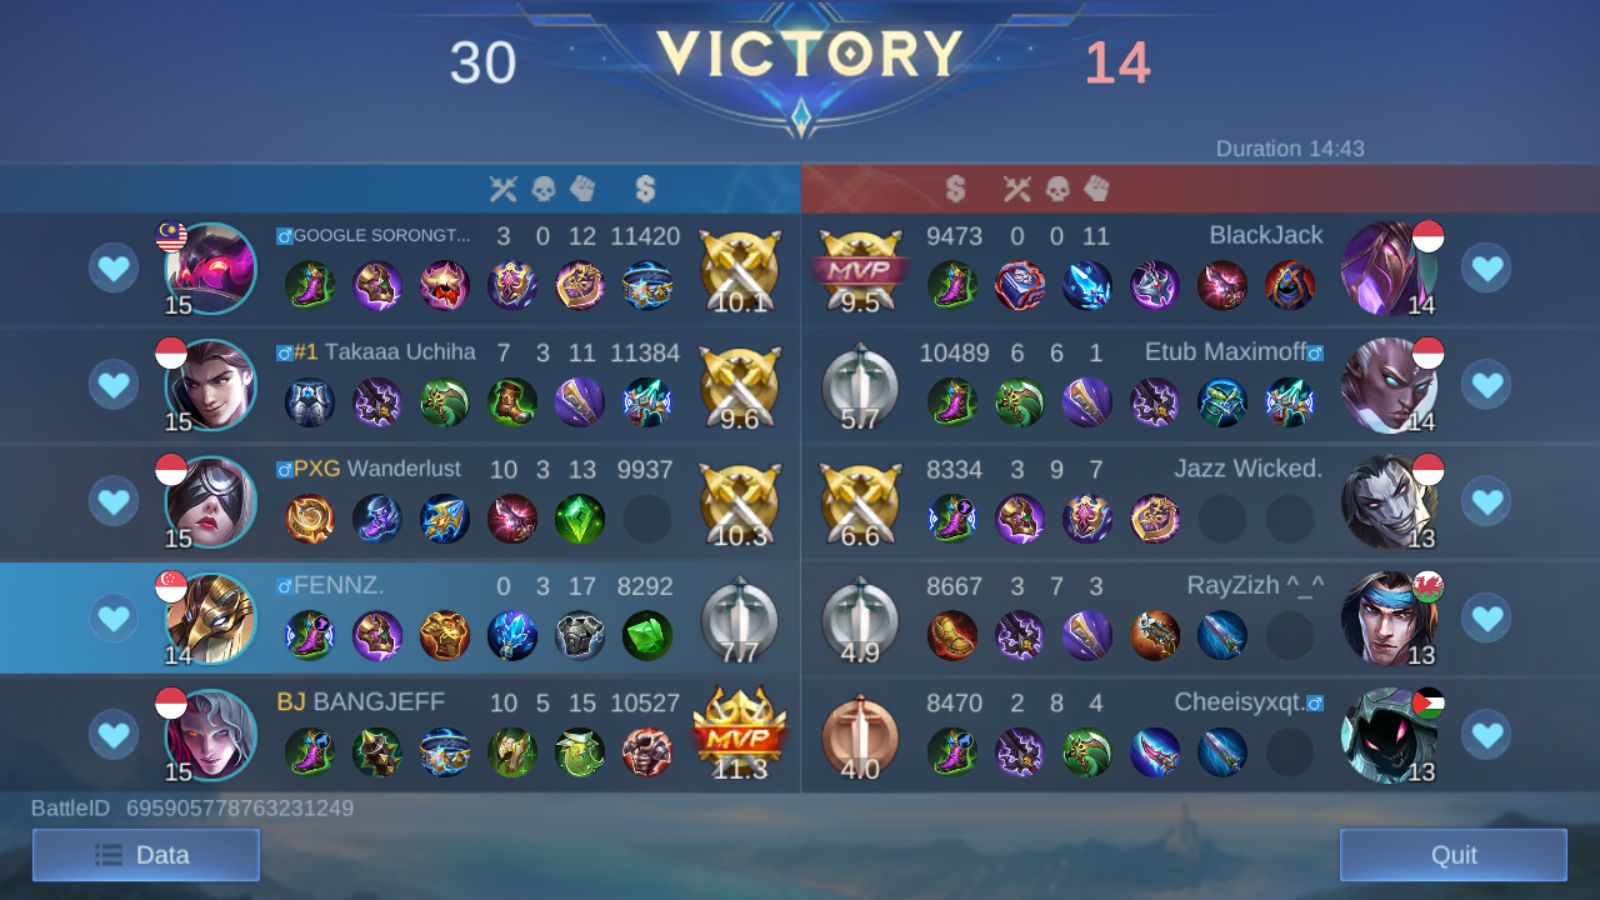 30 VICTORY 14
Duration 14:43
GOOGLE SORONGT... 3 0 12 11420
15 10.1
MVP 9.5 9473 0 0 11 BlackJack
14
#1 Takaaa Uchiha 7 3 11 11384
15 9.6
5.7 10489 6 6 1 Etub Maximoff
14
PXG Wanderlust 10 3 13 9937
15 10.3
6.6 8334 3 9 7 Jazz Wicked.
13
FENNZ. 0 3 17 8292
14 7.7
4.9 8667 3 7 3 RayZizh ^_^
13
BJ BANGJEFF 10 5 15 10527
15 MVP 11.3
4.0 8470 2 8 4 Cheeisyxqt.
13
BattleID 695905778763231249
Data
Quit